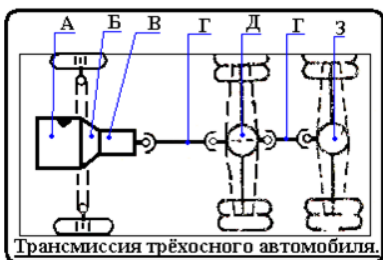 А Б В Г Д Г З
Трансмиссия трёхосного автомобиля.